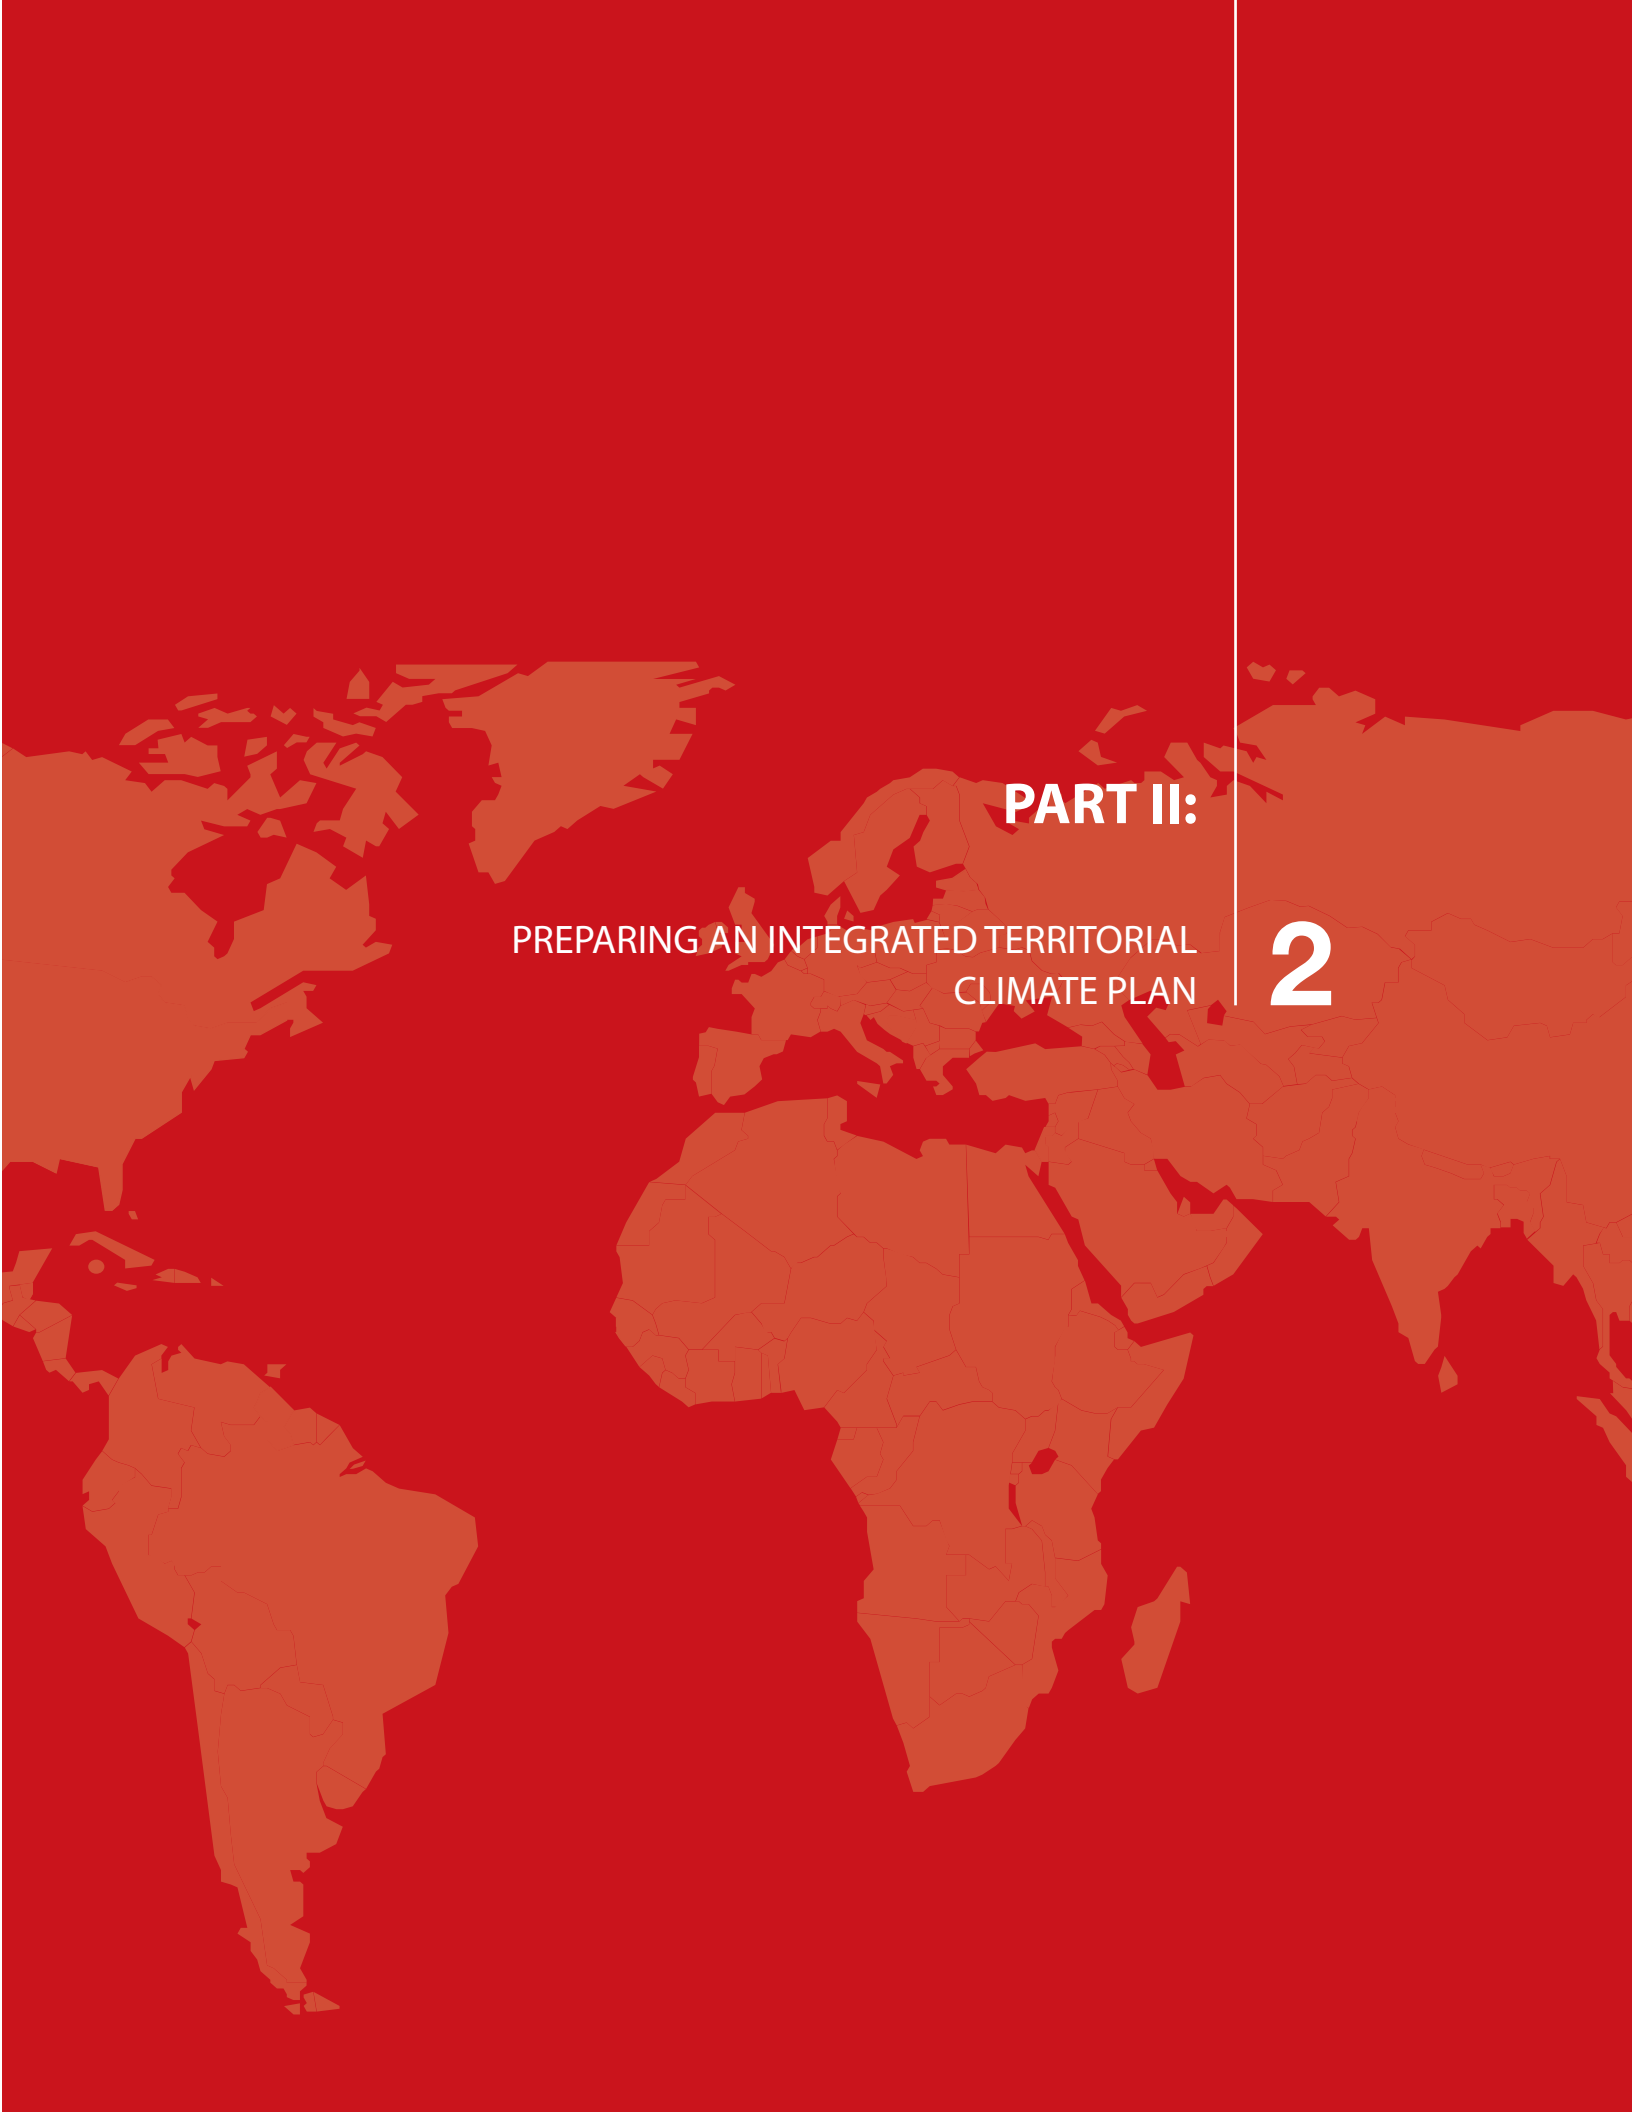 PART II:
PREPARING AN INTEGRATED TERRITORIAL
CLIMATE PLAN
2